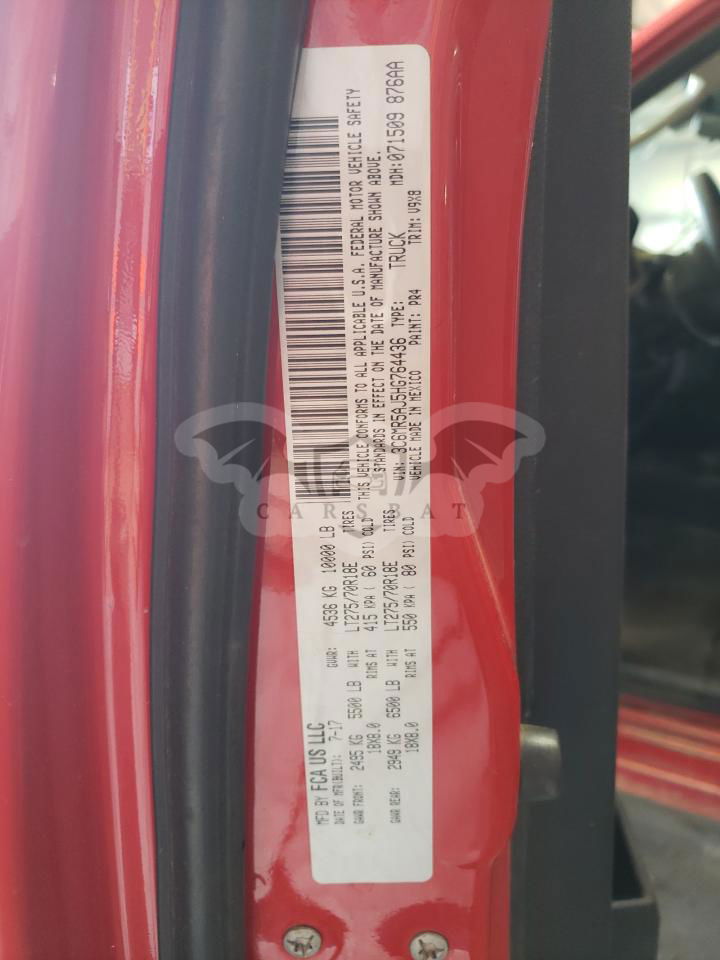 MFD BY FCA US LLC
DATE OF MFR(BUILT): 7-17 GVWR: 4536 KG 10000 LB
GAWR FRONT: 2495 KG 5500 LB WITH LT275/70R18E TIRES
18X8.0 RIMS AT 415 KPA ( 60 PSI) COLD
GAWR REAR: 2949 KG 6500 LB WITH LT275/70R18E TIRES
18X8.0 RIMS AT 550 KPA ( 80 PSI) COLD
THIS VEHICLE CONFORMS TO ALL APPLICABLE U.S.A. FEDERAL MOTOR VEHICLE SAFETY
STANDARDS IN EFFECT ON THE DATE OF MANUFACTURE SHOWN ABOVE.
VIN: 3C6MR5AJ5HG764436 TYPE: TRUCK MDH:071509 876AA
VEHICLE MADE IN MEXICO PAINT: PR4 TRIM: V9X8
CARSBAT